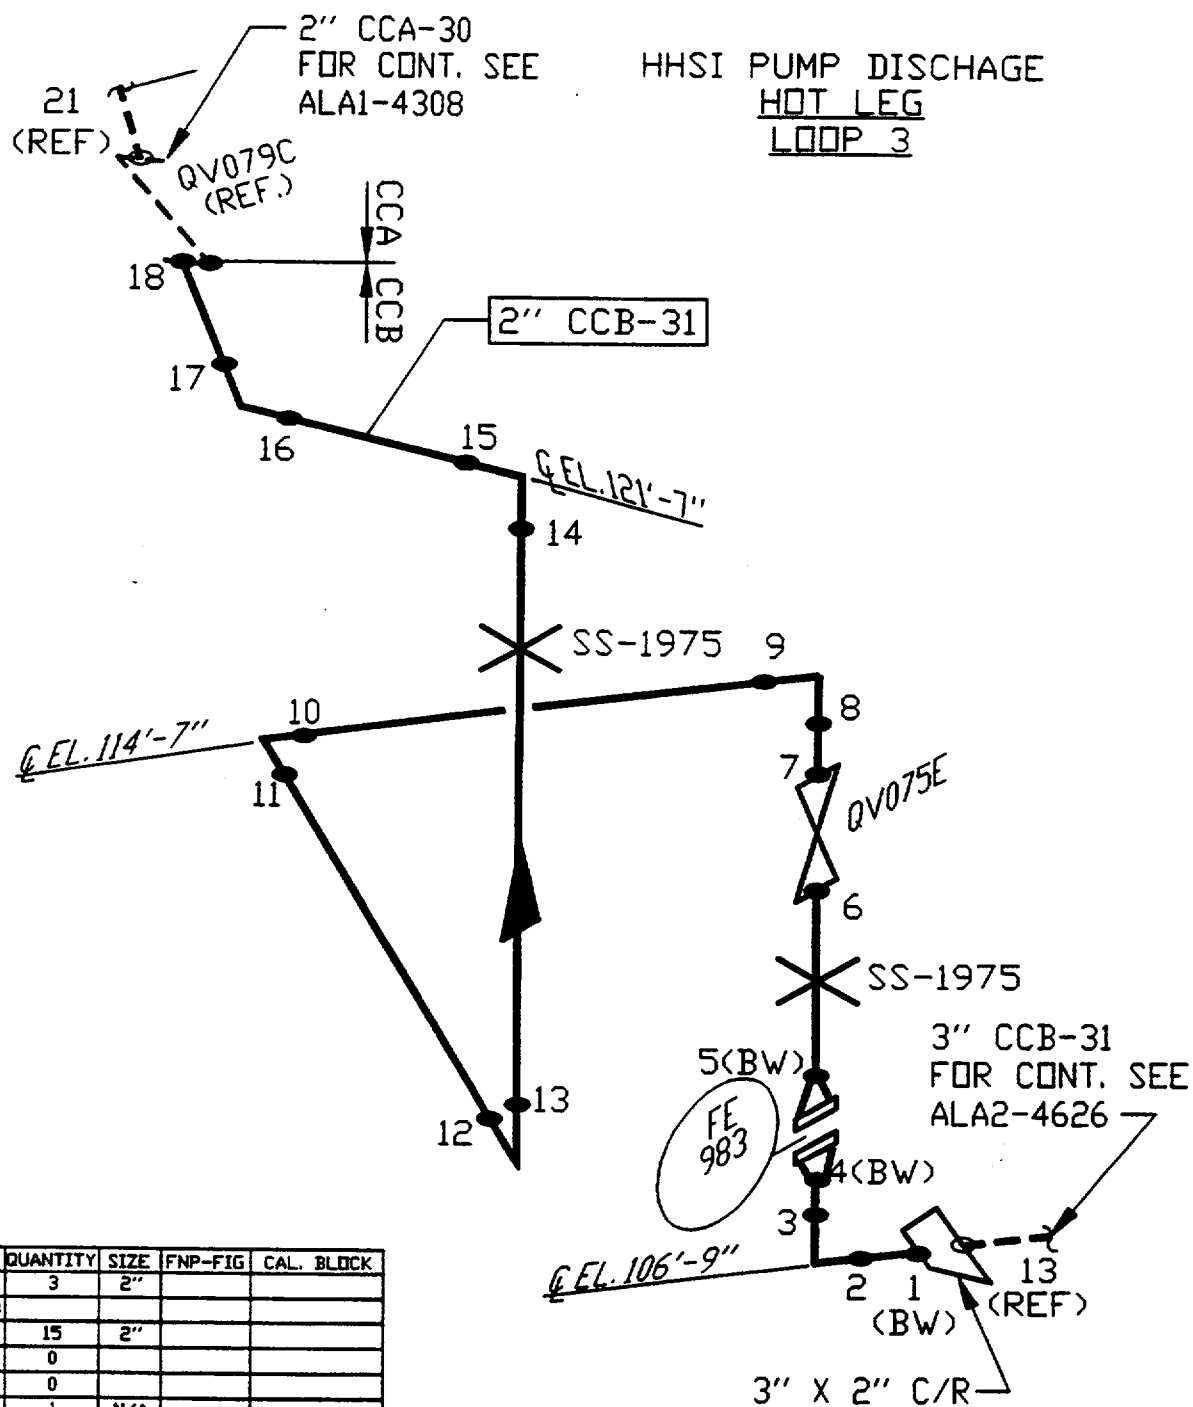 2" CCA-30
FOR CONT. SEE
ALA1-4308
HHSI PUMP DISCHAGE
HOT LEG
LOOP 3
21
(REF)
QV079C
(REF.)
CCA
CCB
18
17
2" CCB-31
16
15
℄ EL.121'-7"
14
SS-1975
9
10
8
℄ EL. 114'-7"
7
11
QV075E
6
SS-1975
3" CCB-31
FOR CONT. SEE
ALA2-4626
5(BW)
13
12
FE
983
4(BW)
3
℄ EL. 106'-9"
2
1
(BW)
13
(REF)
3" X 2" C/R
QUANTITY SIZE FNP-FIG CAL. BLOCK
3 2"
15 2"
0
0